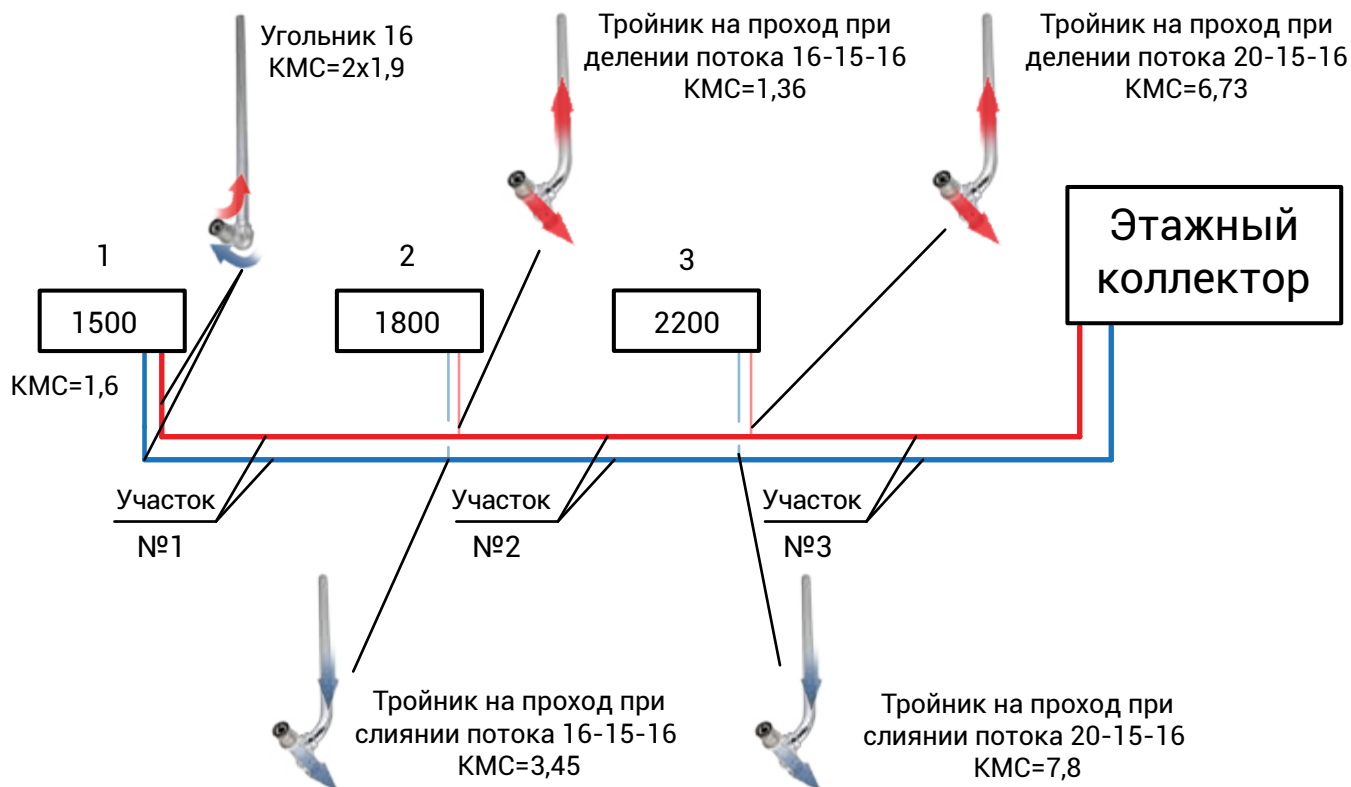 Угольник 16
КМС=2x1,9
Тройник на проход при
делении потока 16-15-16
КМС=1,36
Тройник на проход при
делении потока 20-15-16
КМС=6,73
Этажный
коллектор
1
2
3
1500
1800
2200
КМС=1,6
Участок
№1
Участок
№2
Участок
№3
Тройник на проход при
слиянии потока 16-15-16
КМС=3,45
Тройник на проход при
слиянии потока 20-15-16
КМС=7,8